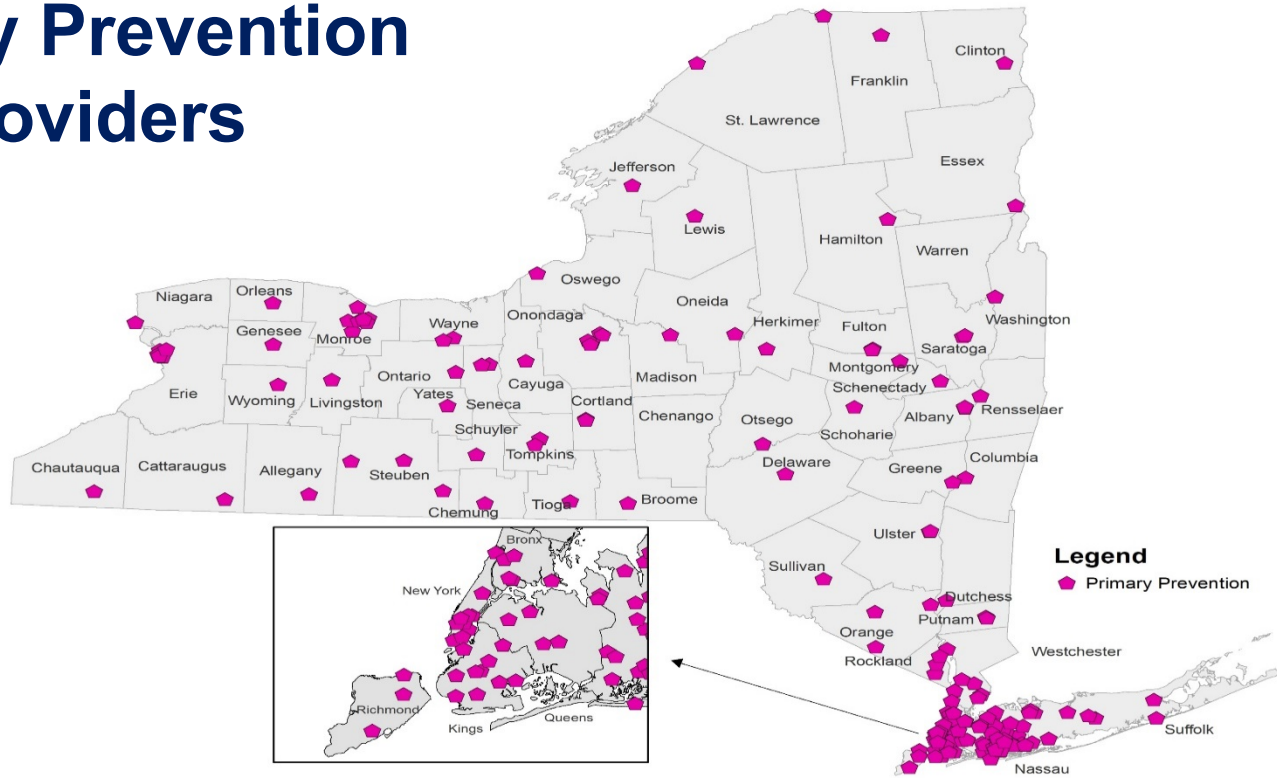 y Prevention
oviders
Clinton
Franklin
St. Lawrence
Essex
Jefferson
Lewis
Hamilton
Warren
Oswego
Niagara
Orleans
Oneida
Onondaga
Wayne
Herkimer
Fulton
Washington
Genesee
Monroe
Saratoga
Montgomery
Ontario
Madison
Cayuga
Schenectady
Erie
Wyoming
Livingston
Yates
Seneca
Cortland
Chenango
Otsego
Albany
Rensselaer
Schuyler
Schoharie
Tompkins
Delaware
Columbia
Greene
Chautauqua
Cattaraugus
Allegany
Steuben
Chemung
Tioga
Broome
Ulster
Sullivan
Dutchess
Putnam
Orange
Rockland
Westchester
Suffolk
Nassau
Legend
Primary Prevention
Bronx
New York
Richmond
Kings
Queens